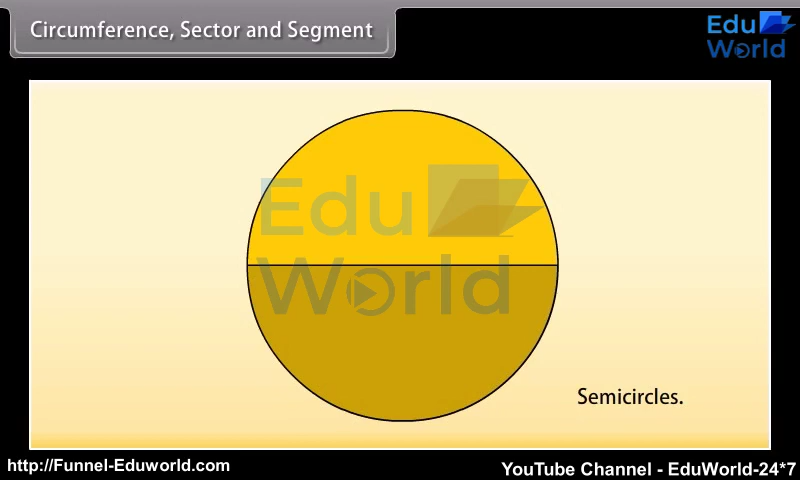 Circumference, Sector and Segment
Edu
World
Edu
World
Semicircles.
http://Funnel-Eduworld.com
YouTube Channel - EduWorld-24*7